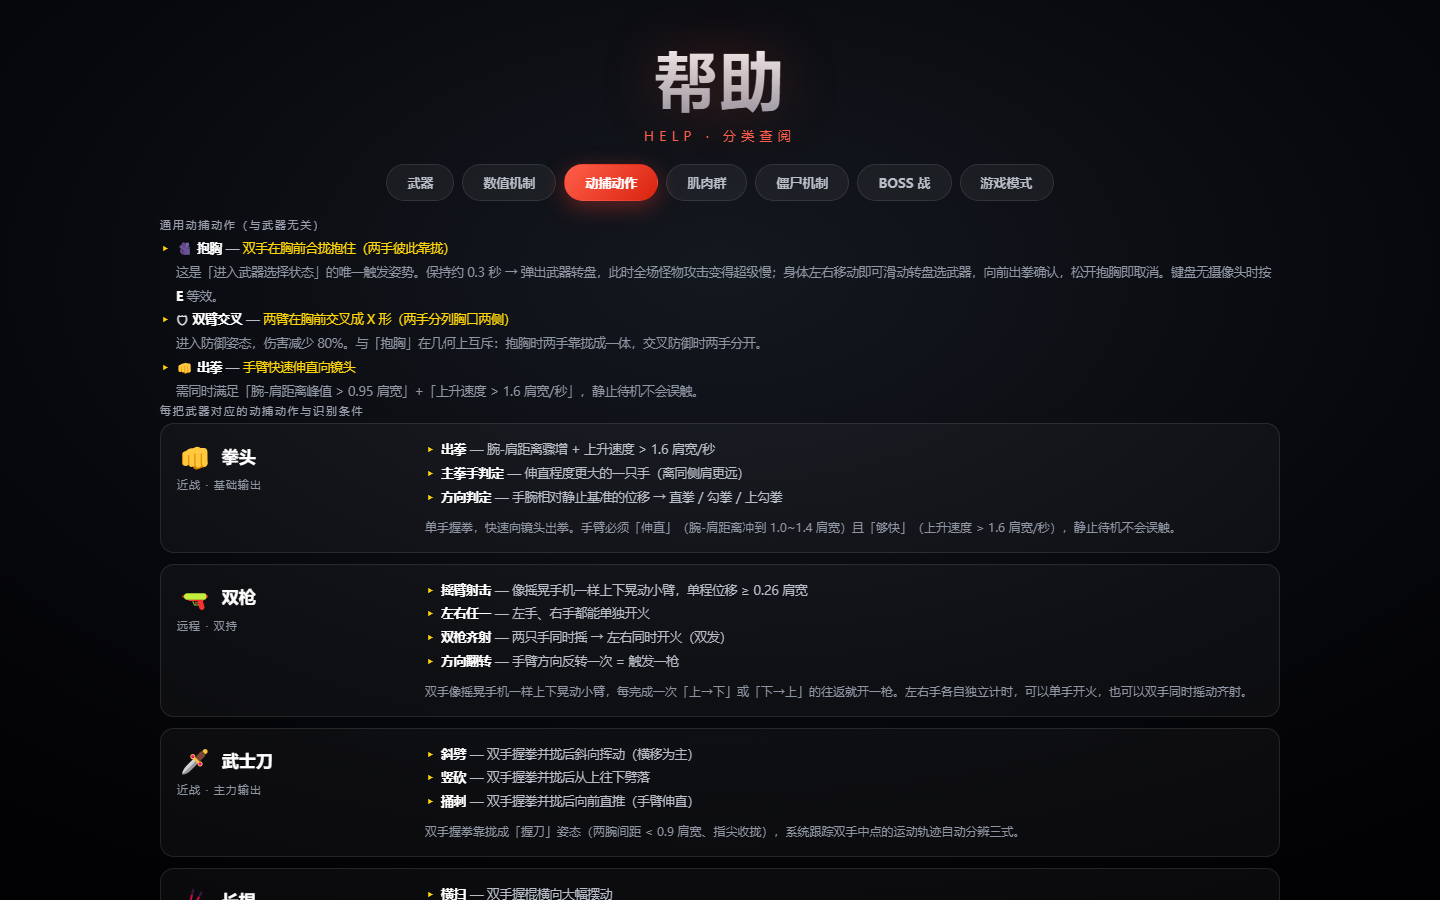 帮助
HELP · 分类查阅
武器 数值机制 动捕动作 肌肉群 僵尸机制 BOSS 战 游戏模式
通用动捕动作（与武器无关）
抱胸 — 双手在胸前合拢抱住（两手彼此靠拢）
这是「进入武器选择状态」的唯一触发姿势。保持约 0.3 秒 → 弹出武器转盘，此时全场怪物攻击变得超级慢；身体左右移动即可滑动转盘选武器，向前出拳确认，松开抱胸即取消。键盘无摄像头时按
E 等效。
双臂交叉 — 两臂在胸前交叉成 X 形（两手分列胸口两侧）
进入防御姿态，伤害减少 80%。与「抱胸」在几何上互斥：抱胸时两手靠拢成一体，交叉防御时两手分开。
出拳 — 手臂快速伸直向镜头
需同时满足「腕-肩距离峰值 > 0.95 肩宽」+「上升速度 > 1.6 肩宽/秒」，静止待机不会误触。
每把武器对应的动捕动作与识别条件
拳头
近战 · 基础输出
出拳 — 腕-肩距离骤增 + 上升速度 > 1.6 肩宽/秒
主拳手判定 — 伸直程度更大的一只手（离同侧肩更远）
方向判定 — 手腕相对静止基准的位移 → 直拳 / 勾拳 / 上勾拳
单手握拳，快速向镜头出拳。手臂必须「伸直」（腕-肩距离冲到 1.0~1.4 肩宽）且「够快」（上升速度 > 1.6 肩宽/秒），静止待机不会误触。
双枪
远程 · 双持
摇臂射击 — 像摇晃手机一样上下晃动小臂，单程位移 ≥ 0.26 肩宽
左右任一 — 左手、右手都能单独开火
双枪齐射 — 两只手同时摇 → 左右同时开火（双发）
方向翻转 — 手臂方向反转一次 = 触发一枪
双手像摇晃手机一样上下晃动小臂，每完成一次「上→下」或「下→上」的往返就开一枪。左右手各自独立计时，可以单手开火，也可以双手同时摇动齐射。
武士刀
近战 · 主力输出
斜劈 — 双手握拳并拢后斜向挥动（横移为主）
竖砍 — 双手握拳并拢后从上往下劈落
捅刺 — 双手握拳并拢后向前直推（手臂伸直）
双手握拳靠拢成「握刀」姿态（两腕间距 < 0.9 肩宽、指尖收拢），系统跟踪双手中点的运动轨迹自动分辨三式。
长棍
横扫 — 双手握棍横向大幅摆动